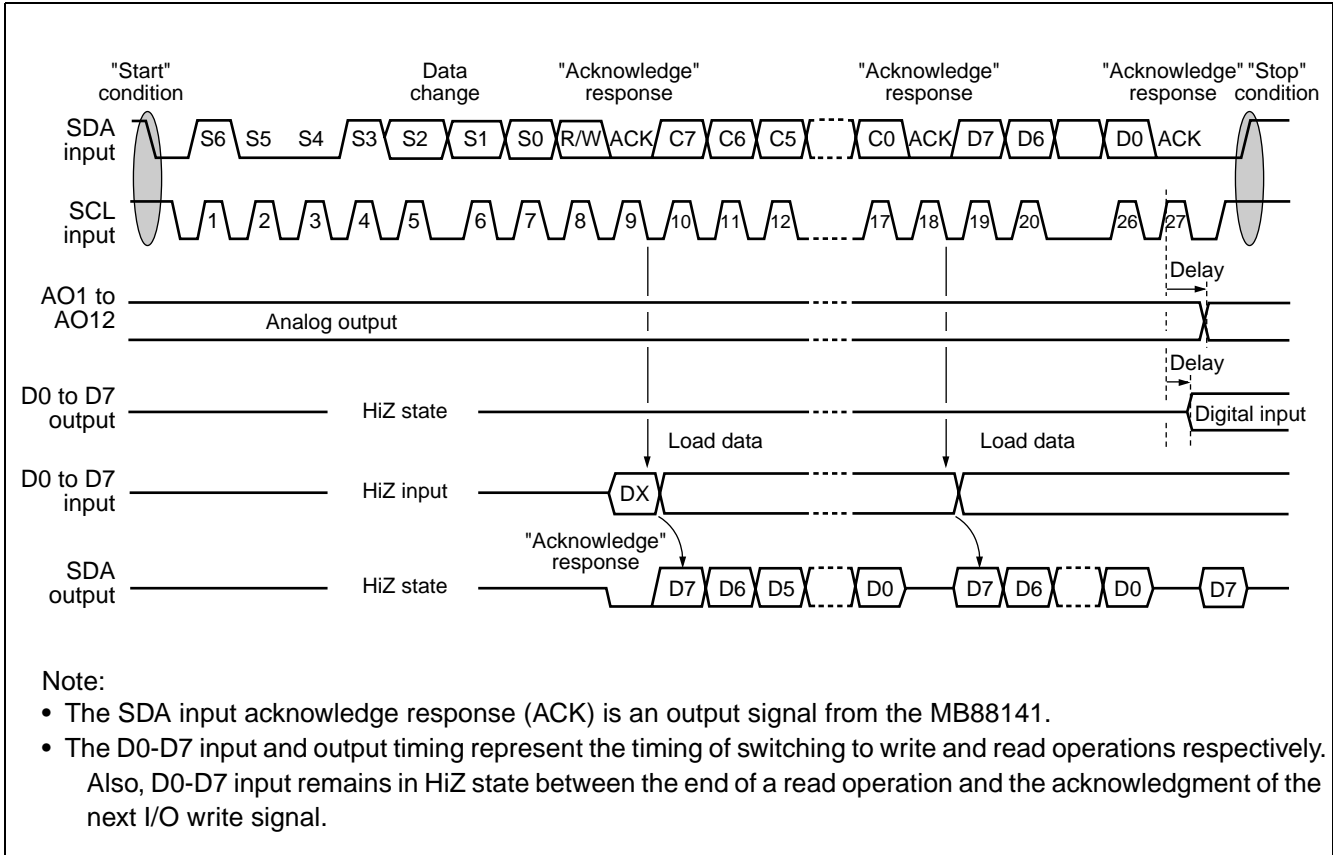 "Start" condition
Data change
"Acknowledge" response
"Acknowledge" response
"Acknowledge" response
"Stop" condition
SDA input
S6 S5 S4 S3 S2 S1 S0 R/W ACK C7 C6 C5 C0 ACK D7 D6 D0 ACK
SCL input
1 2 3 4 5 6 7 8 9 10 11 12 17 18 19 20 26 27
Delay
AO1 to AO12
Analog output
Delay
D0 to D7 output
HiZ state
Digital input
Load data
Load data
D0 to D7 input
HiZ input
DX
"Acknowledge" response
SDA output
HiZ state
D7 D6 D5 D0 D7 D6 D0 D7
Note:
• The SDA input acknowledge response (ACK) is an output signal from the MB88141.
• The D0-D7 input and output timing represent the timing of switching to write and read operations respectively.
Also, D0-D7 input remains in HiZ state between the end of a read operation and the acknowledgment of the
next I/O write signal.